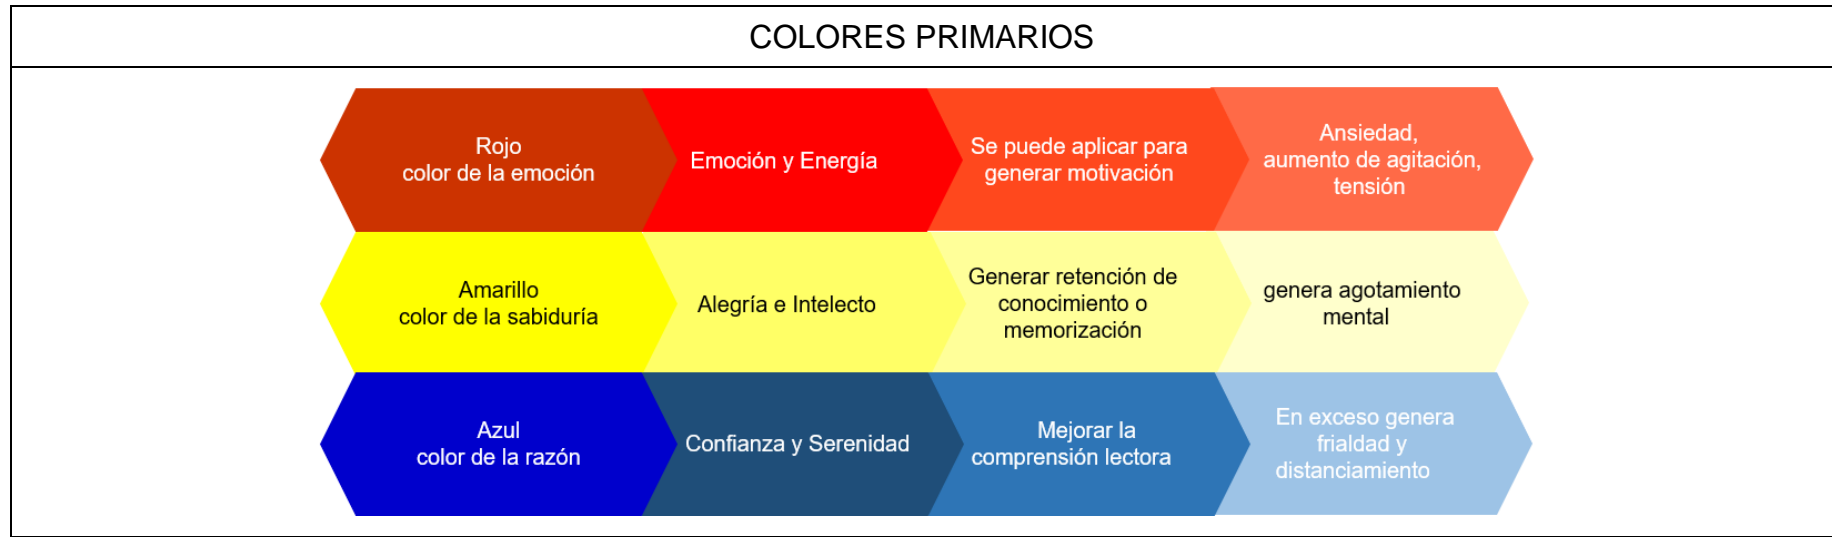 COLORES PRIMARIOS
Rojo
color de la emoción
Emoción y Energía
Se puede aplicar para
generar motivación
Ansiedad,
aumento de agitación,
tensión
Amarillo
color de la sabiduría
Alegría e Intelecto
Generar retención de
conocimiento o
memorización
genera agotamiento
mental
Azul
color de la razón
Confianza y Serenidad
Mejorar la
comprensión lectora
En exceso genera
frialdad y
distanciamiento